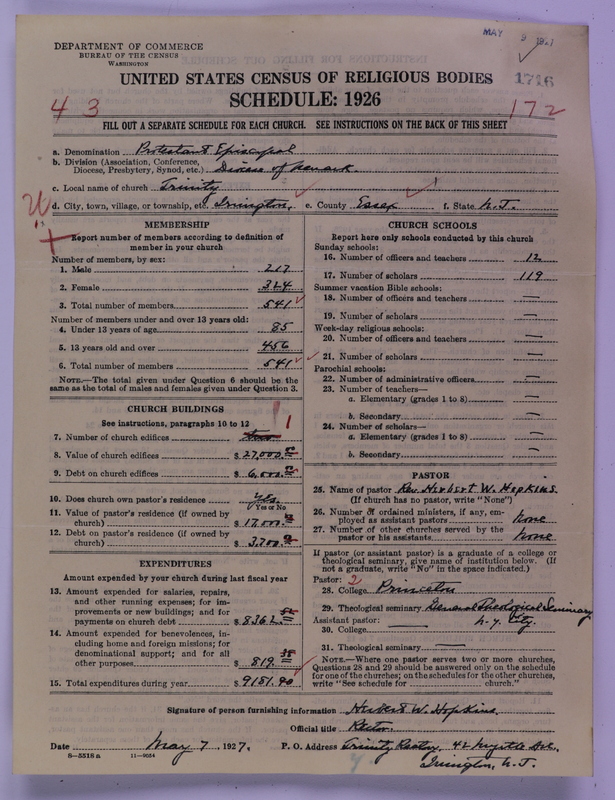 MAY 9 1927
DEPARTMENT OF COMMERCE
BUREAU OF THE CENSUS
WASHINGTON
UNITED STATES CENSUS OF RELIGIOUS BODIES
1716
SCHEDULE: 1926
43
172
FILL OUT A SEPARATE SCHEDULE FOR EACH CHURCH. SEE INSTRUCTIONS ON THE BACK OF THIS SHEET
a. Denomination Protestant Episcopal
b. Division (Association, Conference, Diocese, Presbytery, Synod, etc.) Diocese of Newark.
c. Local name of church Trinity
d. City, town, village, or township, etc. Irvington, e. County Essex f. State N.J.
MEMBERSHIP
Report number of members according to definition of member in your church
Number of members, by sex:
1. Male 217
2. Female 324
3. Total number of members 541
Number of members under and over 13 years old:
4. Under 13 years of age 85
5. 13 years old and over 456
6. Total number of members 541
NOTE.—The total given under Question 6 should be the
same as the total of males and females given under Question 3.
CHURCH BUILDINGS
See instructions, paragraphs 10 to 12
7. Number of church edifices 1
8. Value of church edifices $ 27,000.00
9. Debt on church edifices $ 6,000.00
10. Does church own pastor's residence Yes
Yes or No
11. Value of pastor's residence (if owned by
church) $ 17,000.00
12. Debt on pastor's residence (if owned by
church) $ 3,700.00
EXPENDITURES
Amount expended by your church during last fiscal year
13. Amount expended for salaries, repairs,
and other running expenses; for im-
provements or new buildings; and for
payments on church debt $ 8362.52
14. Amount expended for benevolences, in-
cluding home and foreign missions; for
denominational support; and for all
other purposes $ 819.38
15. Total expenditures during year $ 9181.90
CHURCH SCHOOLS
Report here only schools conducted by this church
Sunday schools:
16. Number of officers and teachers 12
17. Number of scholars 119
Summer vacation Bible schools:
18. Number of officers and teachers —
19. Number of scholars —
Week-day religious schools:
20. Number of officers and teachers —
21. Number of scholars —
Parochial schools:
22. Number of administrative officers —
23. Number of teachers—
a. Elementary (grades 1 to 8) —
b. Secondary —
24. Number of scholars—
a. Elementary (grades 1 to 8) —
b. Secondary —
PASTOR
25. Name of pastor Rev. Herbert W. Hopkins.
(If church has no pastor, write "None")
26. Number of ordained ministers, if any, em-
ployed as assistant pastors None
27. Number of other churches served by the
pastor or his assistants None
If pastor (or assistant pastor) is a graduate of a college or
theological seminary, give name of institution below. (If
not a graduate, write "No" in the space indicated.)
Pastor: 2
28. College Princeton
29. Theological seminary General Theological Seminary
Assistant pastor: N.Y. City.
30. College —
31. Theological seminary —
NOTE.—Where one pastor serves two or more churches,
Questions 28 and 29 should be answered only on the schedule
for one of the churches; on the schedules for the other churches,
write "See schedule for church."
Signature of person furnishing information Herbert W. Hopkins
Official title Rector.
Date May 7, 1927. P. O. Address Trinity Rectory, 42 Myrtle Ave.,
8—5518 a 11—9054 Irvington, N.J.